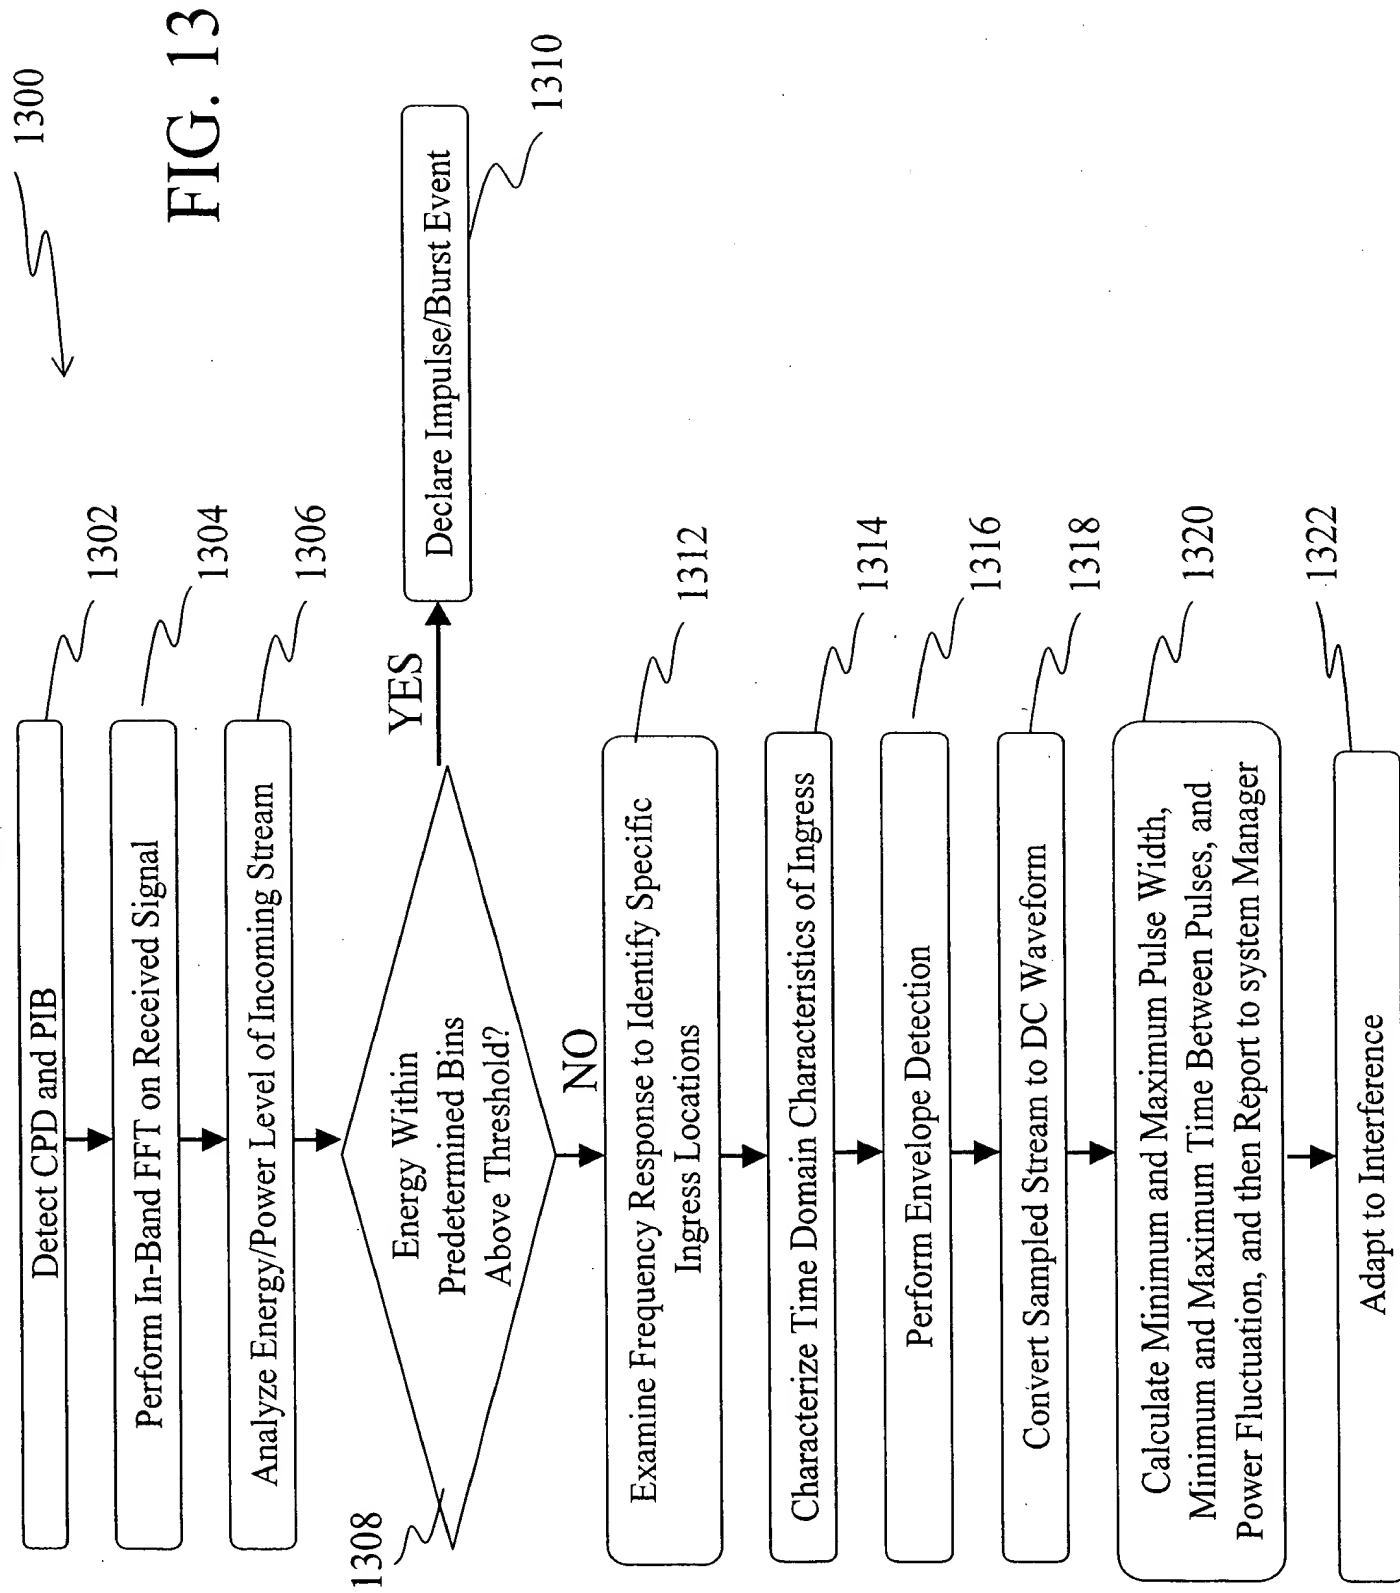 1300
FIG. 13
Detect CPD and PIB
1302
Perform In-Band FFT on Received Signal
1304
Analyze Energy/Power Level of Incoming Stream
1306
1308
Energy Within
Predetermined Bins
Above Threshold?
YES
Declare Impulse/Burst Event
1310
NO
Examine Frequency Response to Identify Specific
Ingress Locations
1312
Characterize Time Domain Characteristics of Ingress
1314
Perform Envelope Detection
1316
Convert Sampled Stream to DC Waveform
1318
Calculate Minimum and Maximum Pulse Width,
Minimum and Maximum Time Between Pulses, and
Power Fluctuation, and then Report to system Manager
1320
Adapt to Interference
1322